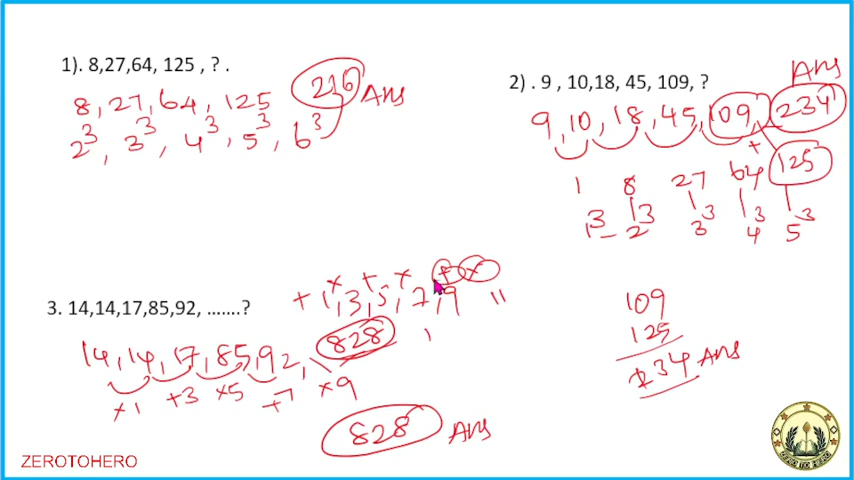 1). 8,27,64, 125 , ? .
8, 27, 64, 125 216 Ans
2³, 3³, 4³, 5³, 6³
2). 9 , 10,18, 45, 109, ?
Ans
9, 10, 18, 45, 109, 234
+ 125
1 8 27 64
1³ 2³ 3³ 4³ 5³
3. 14,14,17,85,92, .......?
× + × + ×
+ 1, 3, 5, 7, 9 11
14, 14, 17, 85, 92, 828
×1 +3 ×5 +7 ×9
828 Ans
109
125
234 Ans
ZEROTOHERO